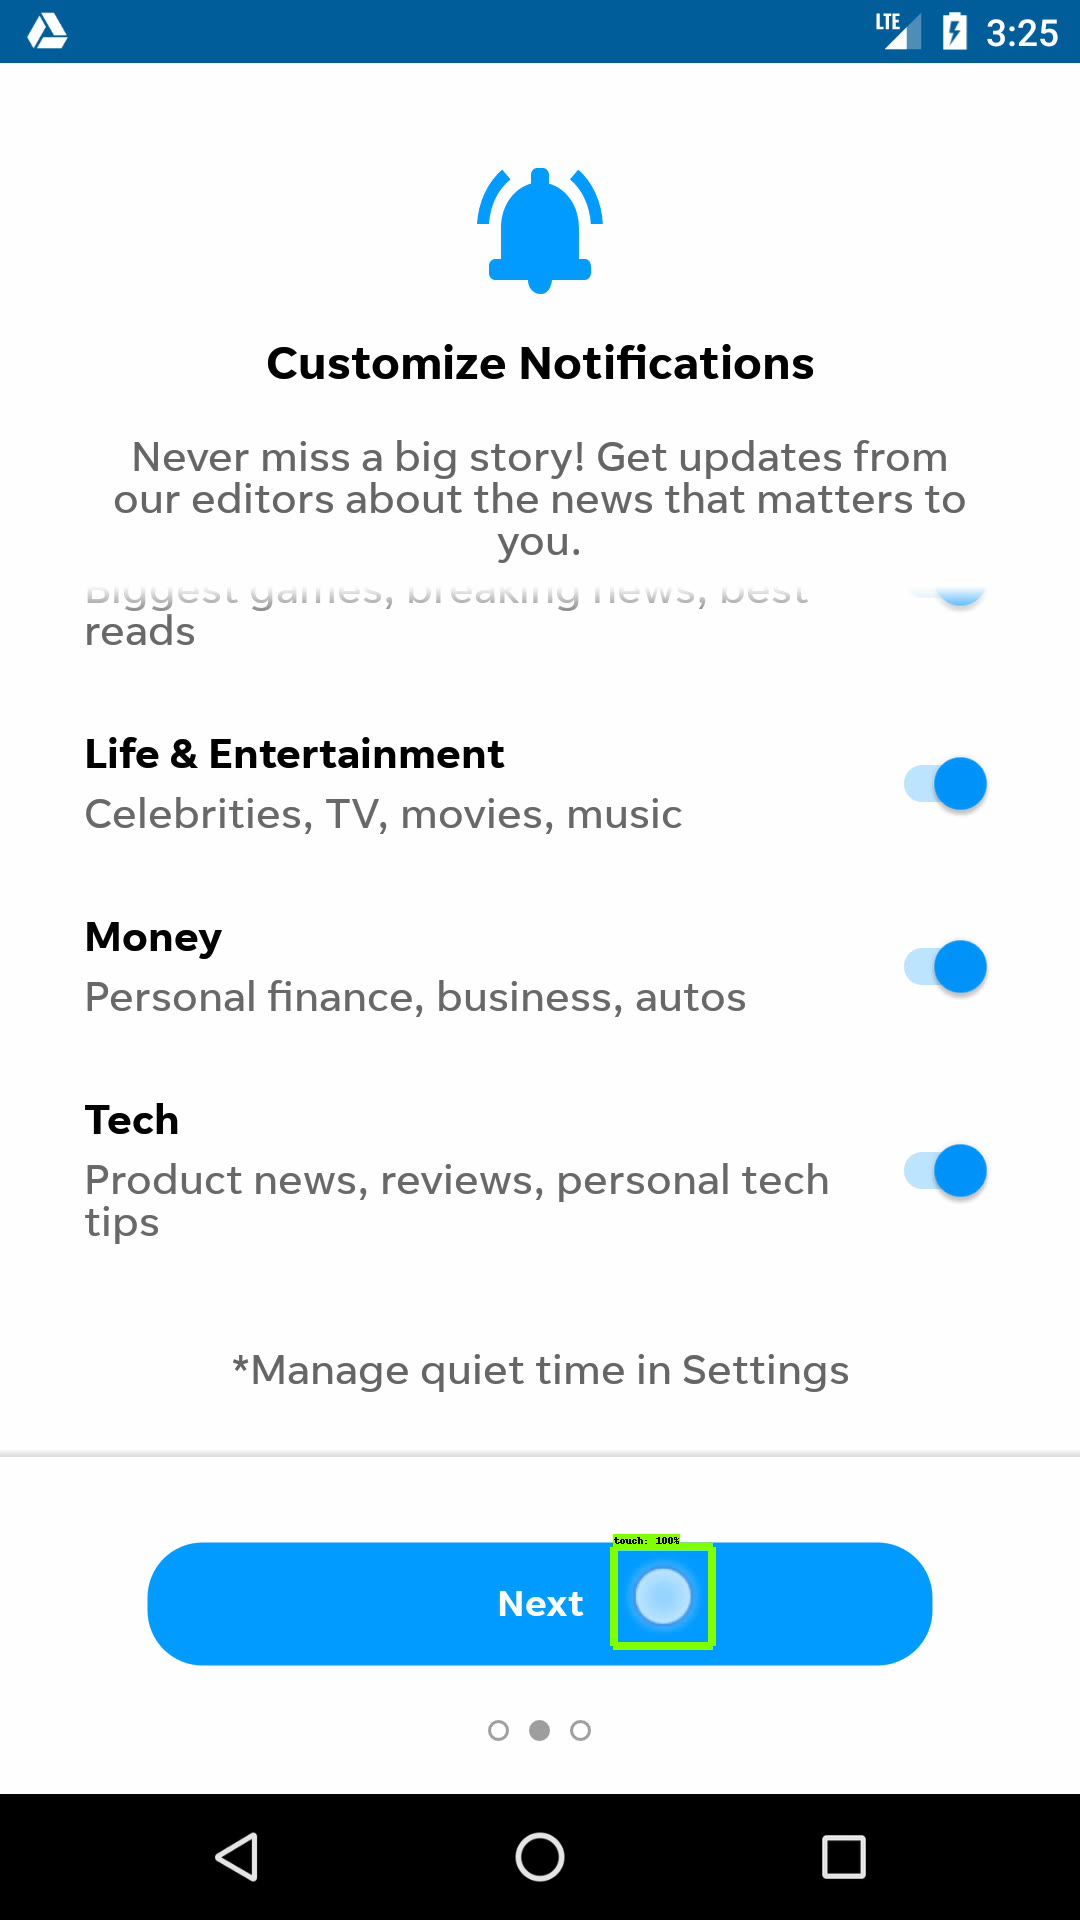 LTE 3:25
Customize Notifications
Never miss a big story! Get updates from
our editors about the news that matters to
you.
Biggest games, breaking news, best
reads
Life & Entertainment
Celebrities, TV, movies, music
Money
Personal finance, business, autos
Tech
Product news, reviews, personal tech
tips
*Manage quiet time in Settings
touch: 100%
Next